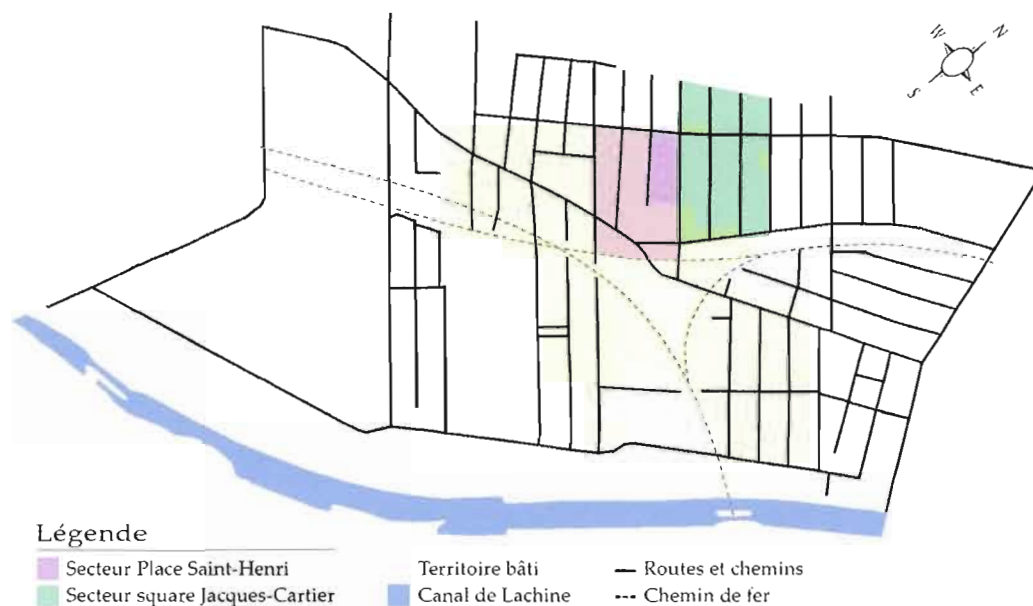 W N
S E
Légende
Secteur Place Saint-Henri
Secteur square Jacques-Cartier
Territoire bâti
Canal de Lachine
Routes et chemins
Chemin de fer